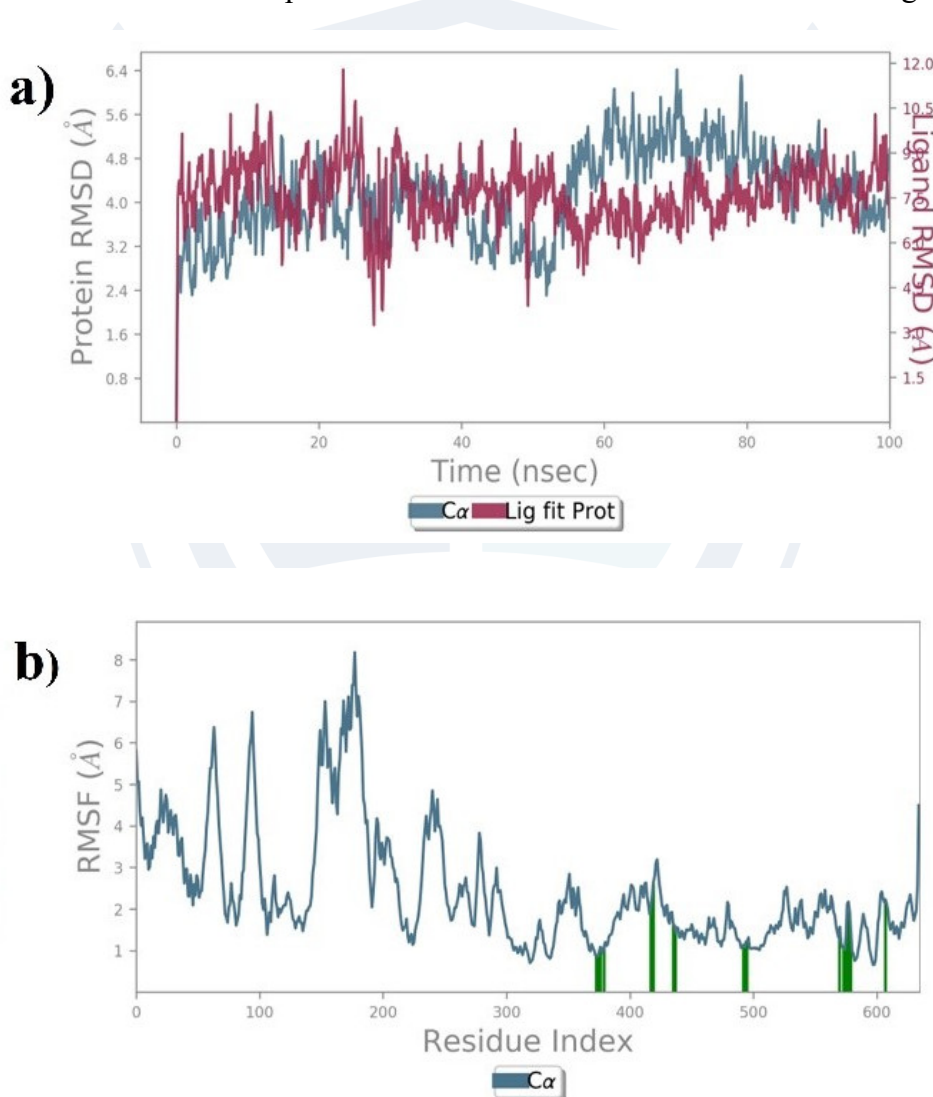 a)
Protein RMSD (Å)
6.4
5.6
4.8
4.0
3.2
2.4
1.6
0.8
12.0
10.5
1.5
Ligand RMSD (Å)
0 20 40 60 80 100
Time (nsec)
Cα Lig fit Prot
b)
RMSF (Å)
8
7
6
5
4
3
2
1
0 100 200 300 400 500 600
Residue Index
Cα